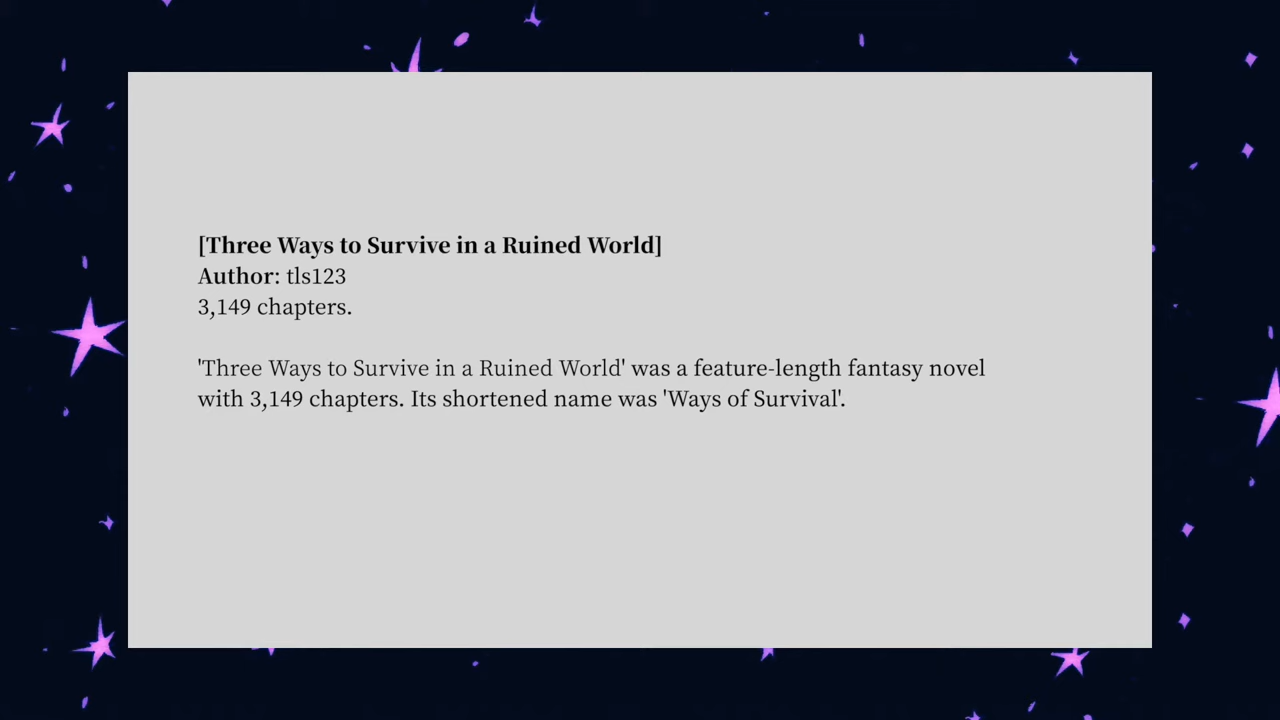 [Three Ways to Survive in a Ruined World]
Author: tls123
3,149 chapters.
'Three Ways to Survive in a Ruined World' was a feature-length fantasy novel
with 3,149 chapters. Its shortened name was 'Ways of Survival'.